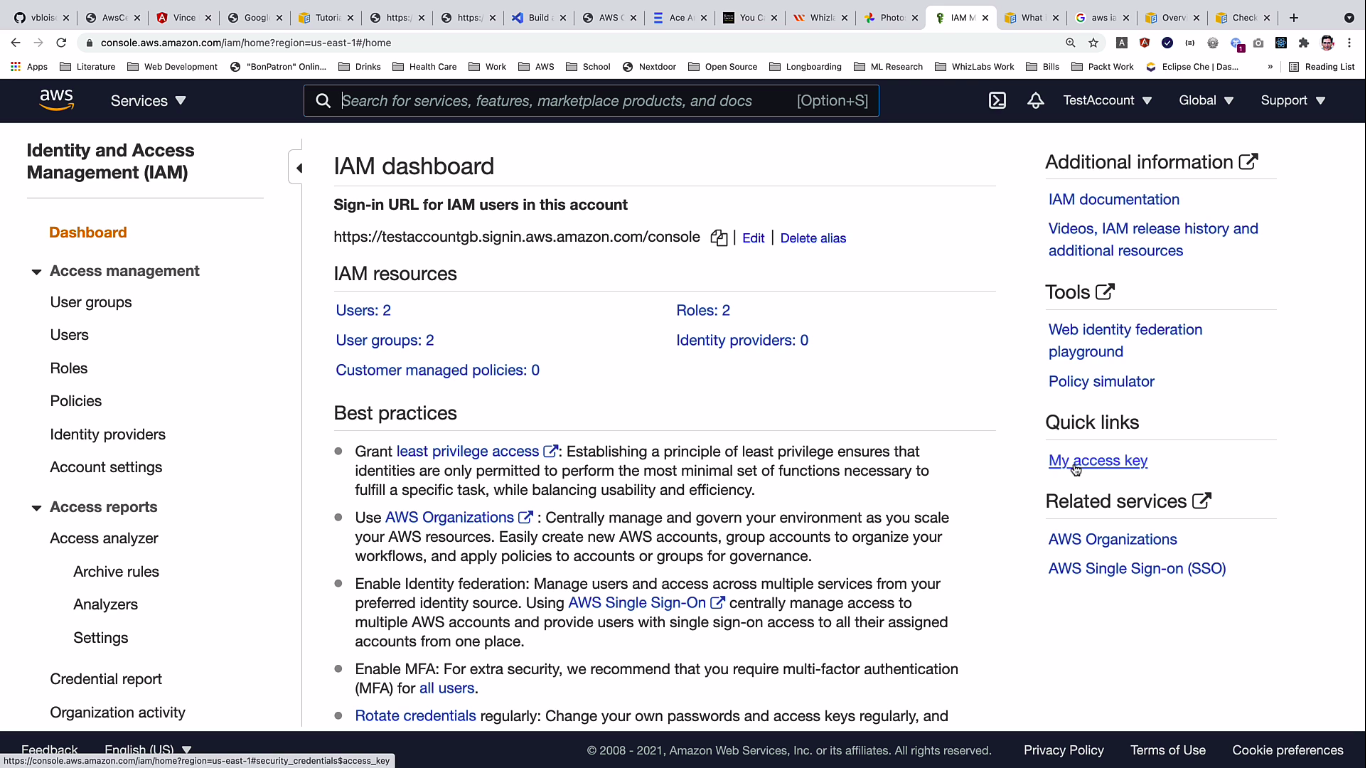 vblois
AwsCe
Vince
Googl
Tutoria
https:/
https:/
Build a
AWS C
Ace A
You C
Whizla
Photo
IAM M
What
aws ia
Overv
Check
console.aws.amazon.com/iam/home?region=us-east-1#/home
Apps
Literature
Web Development
"BonPatron" Onlin...
Drinks
Health Care
Work
AWS
School
Nextdoor
Open Source
Longboarding
ML Research
WhizLabs Work
Bills
Packt Work
Eclipse Che | Das...
»
Reading List
aws
Services
Search for services, features, marketplace products, and docs [Option+S]
TestAccount
Global
Support
Identity and Access
Management (IAM)
Dashboard
Access management
User groups
Users
Roles
Policies
Identity providers
Account settings
Access reports
Access analyzer
Archive rules
Analyzers
Settings
Credential report
Organization activity
IAM dashboard
Sign-in URL for IAM users in this account
https://testaccountgb.signin.aws.amazon.com/console | Edit | Delete alias
IAM resources
Users: 2
Roles: 2
User groups: 2
Identity providers: 0
Customer managed policies: 0
Best practices
Grant least privilege access : Establishing a principle of least privilege ensures that
identities are only permitted to perform the most minimal set of functions necessary to
fulfill a specific task, while balancing usability and efficiency.
Use AWS Organizations : Centrally manage and govern your environment as you scale
your AWS resources. Easily create new AWS accounts, group accounts to organize your
workflows, and apply policies to accounts or groups for governance.
Enable Identity federation: Manage users and access across multiple services from your
preferred identity source. Using AWS Single Sign-On centrally manage access to
multiple AWS accounts and provide users with single sign-on access to all their assigned
accounts from one place.
Enable MFA: For extra security, we recommend that you require multi-factor authentication
(MFA) for all users.
Rotate credentials regularly: Change your own passwords and access keys regularly, and
Additional information
IAM documentation
Videos, IAM release history and
additional resources
Tools
Web identity federation
playground
Policy simulator
Quick links
My access key
Related services
AWS Organizations
AWS Single Sign-on (SSO)
Feedback
English (US)
© 2008 - 2021, Amazon Web Services, Inc. or its affiliates. All rights reserved.
Privacy Policy
Terms of Use
Cookie preferences
https://console.aws.amazon.com/iam/home?region=us-east-1#security_credentials$access_key